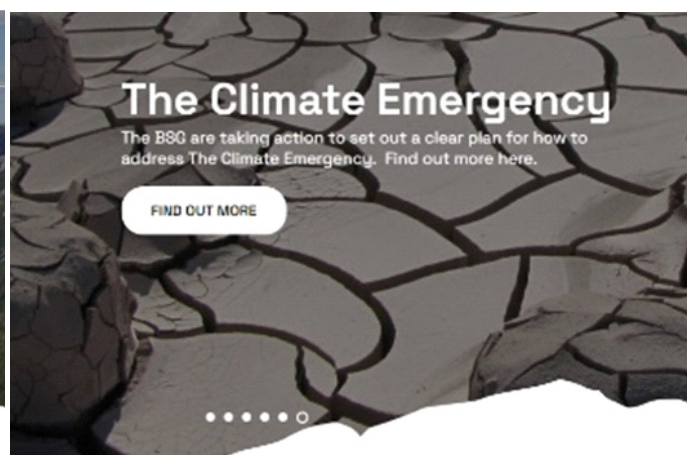 The Climate Emergency
The BSG are taking action to set out a clear plan for how to
address The Climate Emergency.  Find out more here.
FIND OUT MORE